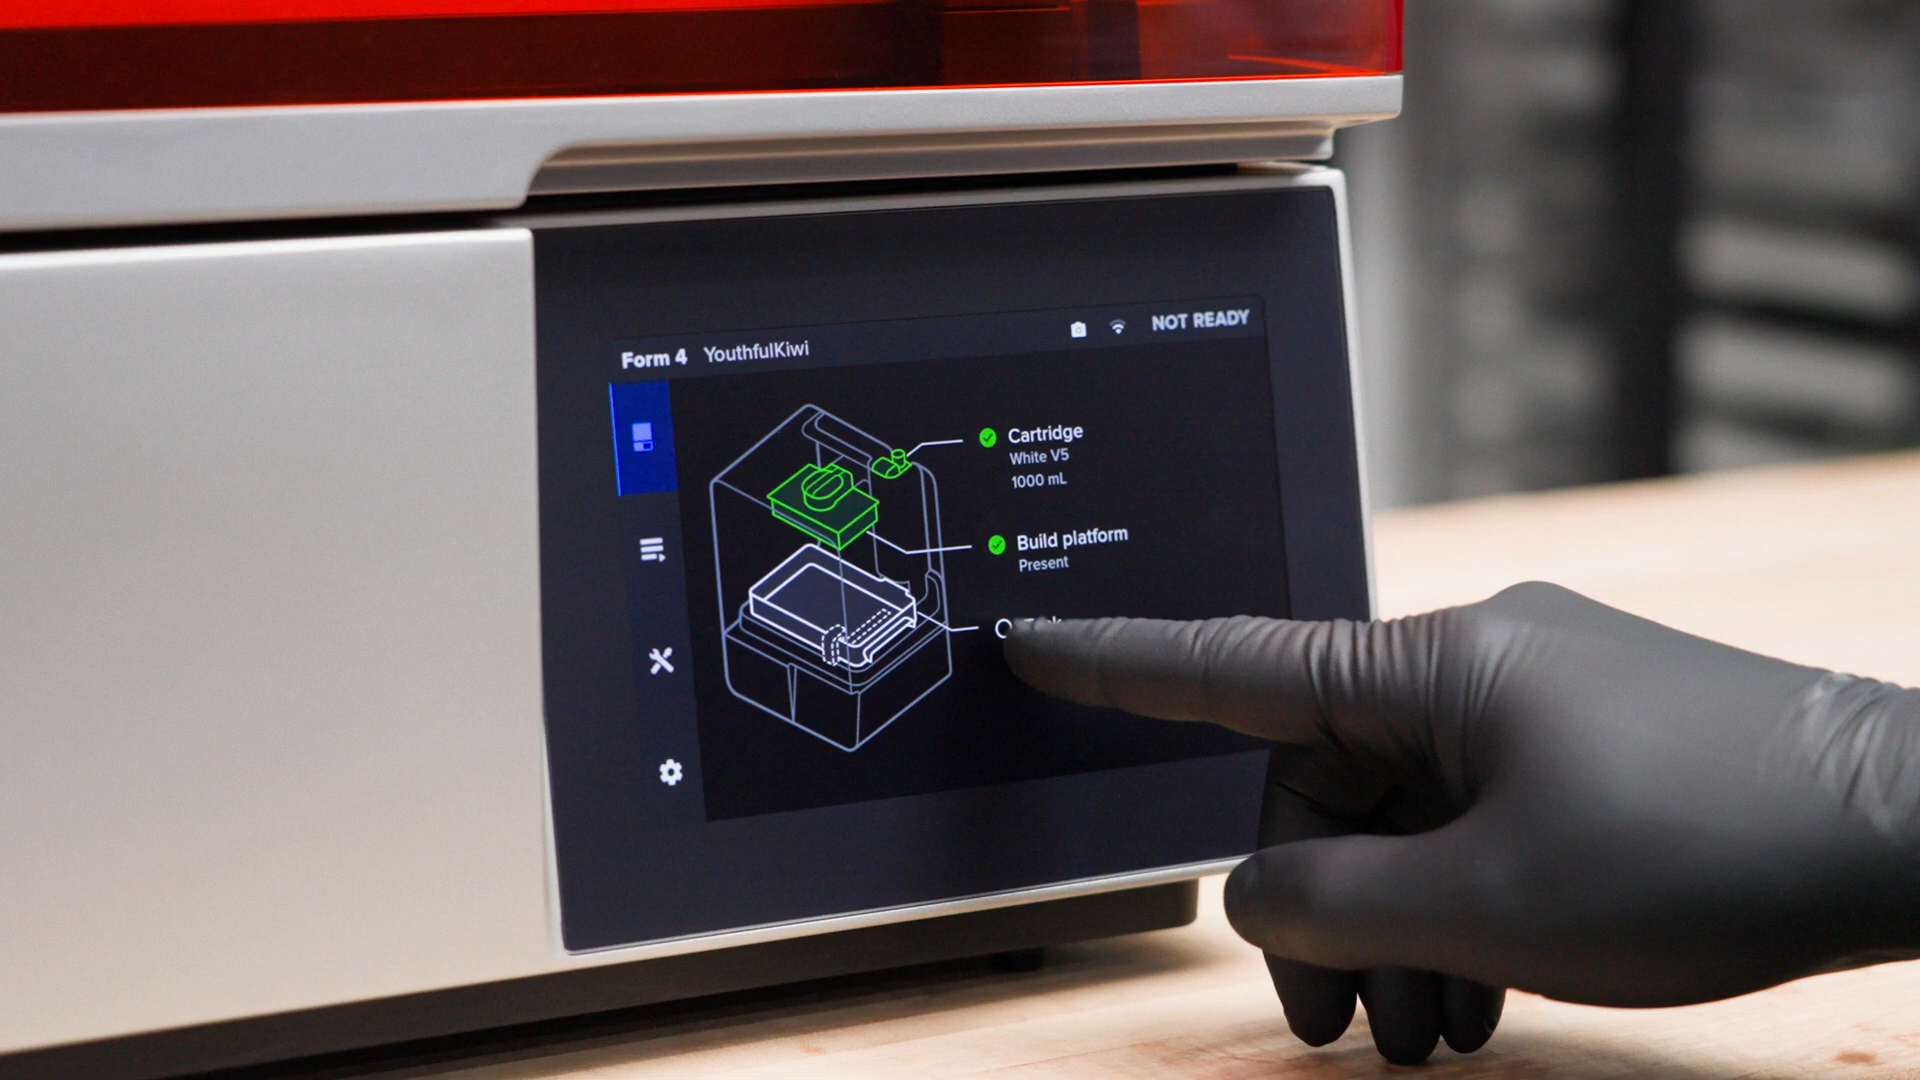 Form 4 YouthfulKiwi
NOT READY
Cartridge
White V5
1000 mL
Build platform
Present